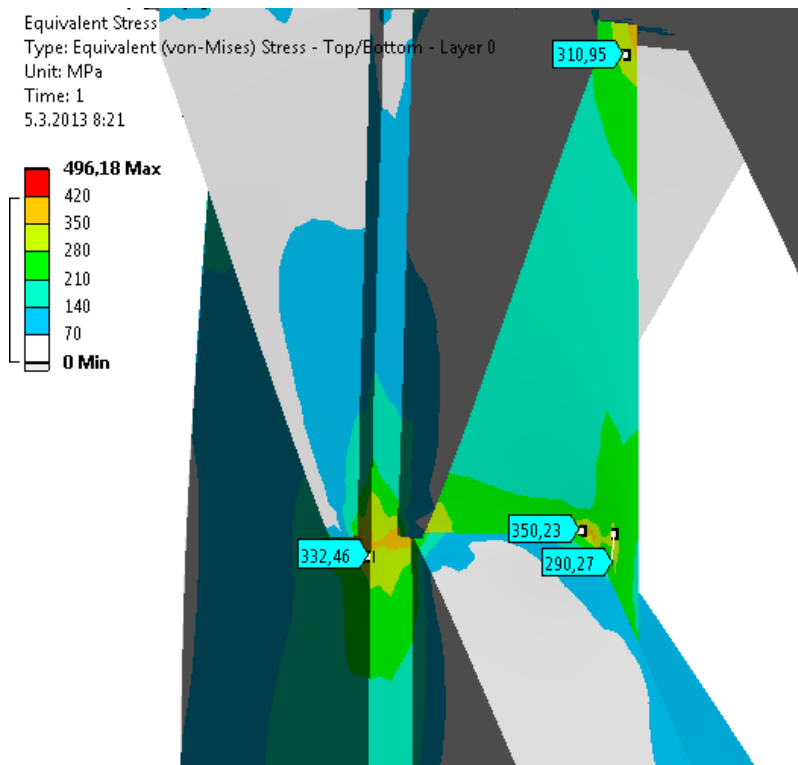 Equivalent Stress
Type: Equivalent (von-Mises) Stress - Top/Bottom - Layer 0
Unit: MPa
Time: 1
5.3.2013 8:21
496,18 Max
420
350
280
210
140
70
0 Min
310,95
350,23
332,46
290,27